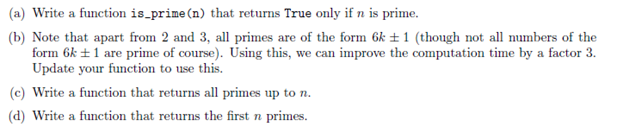 (a) Write a function is_prime(n) that returns True only if n is prime.
(b) Note that apart from 2 and 3, all primes are of the form 6k ± 1 (though not all numbers of the
form 6k ± 1 are prime of course). Using this, we can improve the computation time by a factor 3.
Update your function to use this.
(c) Write a function that returns all primes up to n.
(d) Write a function that returns the first n primes.